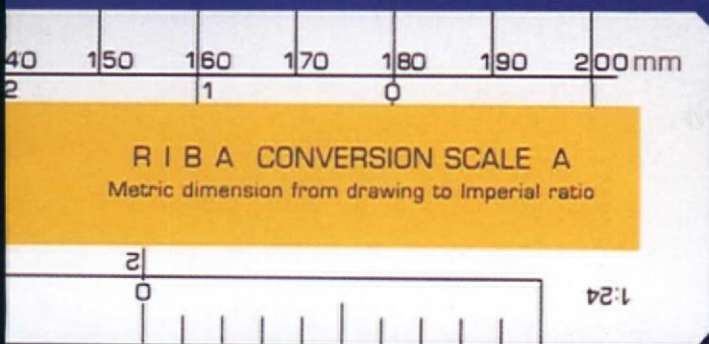 40 150 160 170 180 190 200mm
2 1 0
R I B A CONVERSION SCALE A
Metric dimension from drawing to Imperial ratio
2
0 1:24